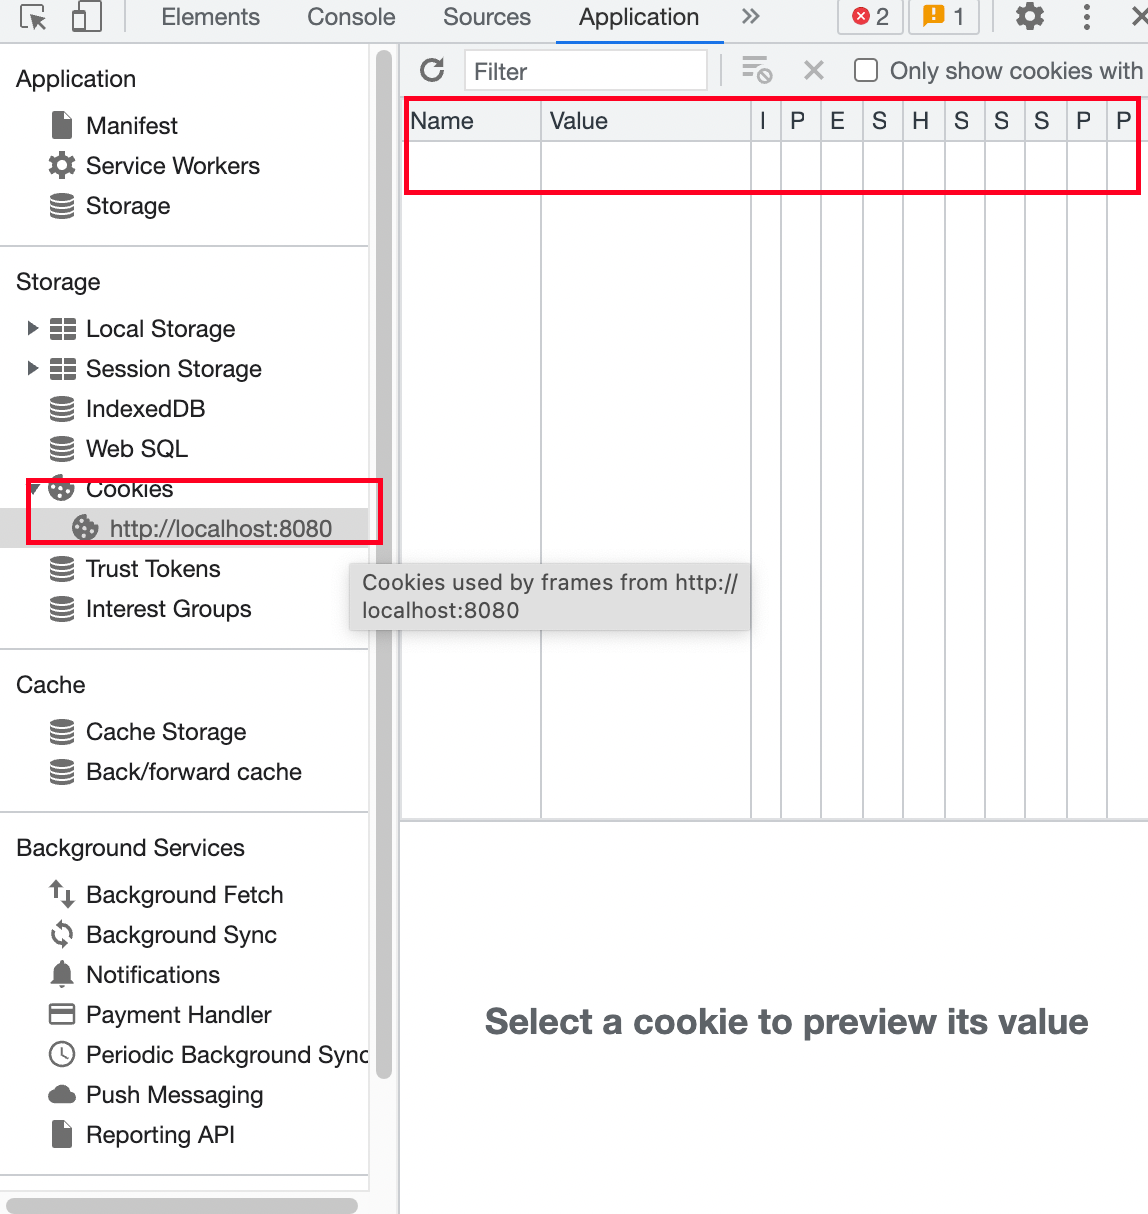 Elements Console Sources Application 2 1
Application
Manifest
Service Workers
Storage
Storage
Local Storage
Session Storage
IndexedDB
Web SQL
Cookies
http://localhost:8080
Trust Tokens
Interest Groups
Cache
Cache Storage
Back/forward cache
Background Services
Background Fetch
Background Sync
Notifications
Payment Handler
Periodic Background Sync
Push Messaging
Reporting API
Filter Only show cookies with
Name Value I P E S H S S S P P
Cookies used by frames from http://
localhost:8080
Select a cookie to preview its value